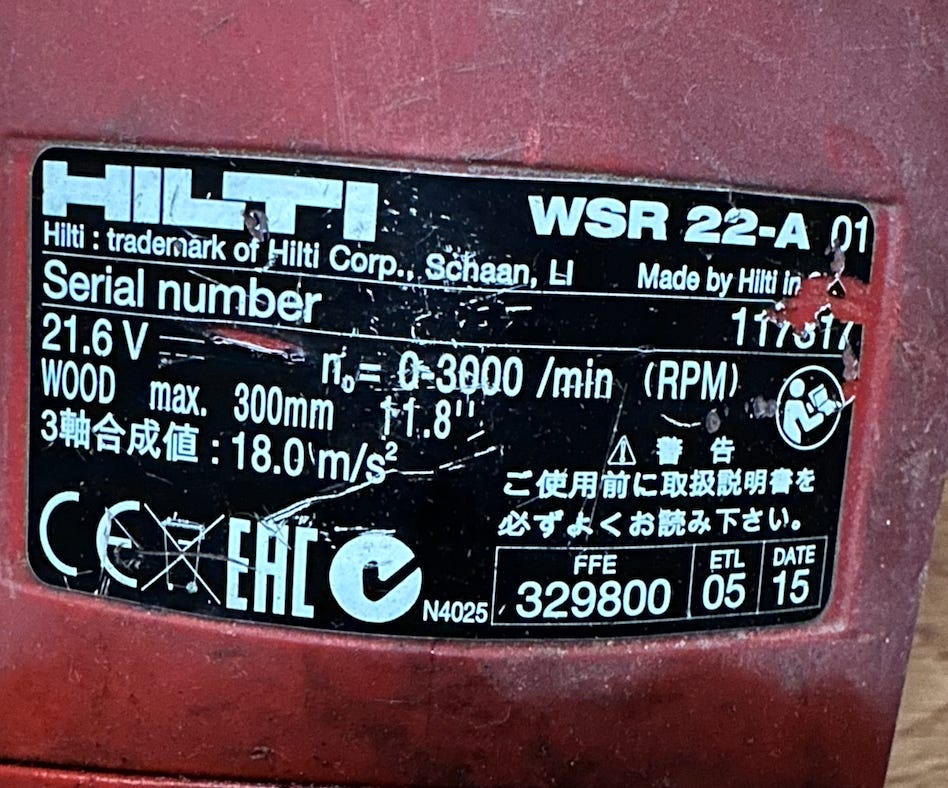 HILTI
WSR 22-A 01
Hilti : trademark of Hilti Corp., Schaan, LI
Made by Hilti in
Serial number
117317
21.6 V
n₀= 0-3000 /min (RPM)
WOOD max. 300mm 11.8"
3軸合成値 : 18.0 m/s²
⚠ 警 告
ご使用前に取扱説明書を
必ずよくお読み下さい。
CE EAC N4025
FFE ETL DATE
329800 05 15